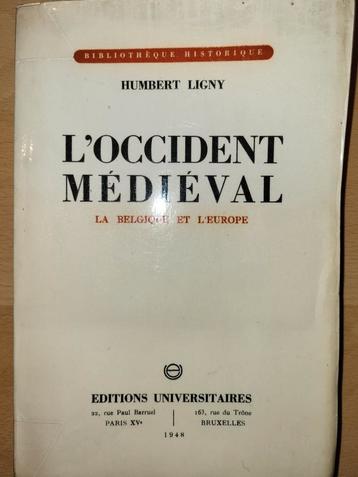 BIBLIOTHÈQUE HISTORIQUE
HUMBERT LIGNY
L'OCCIDENT
MÉDIÉVAL
LA BELGIQUE ET L'EUROPE
EDITIONS UNIVERSITAIRES
22, rue Paul Barruel
PARIS XVe
163, rue du Trône
BRUXELLES
1948